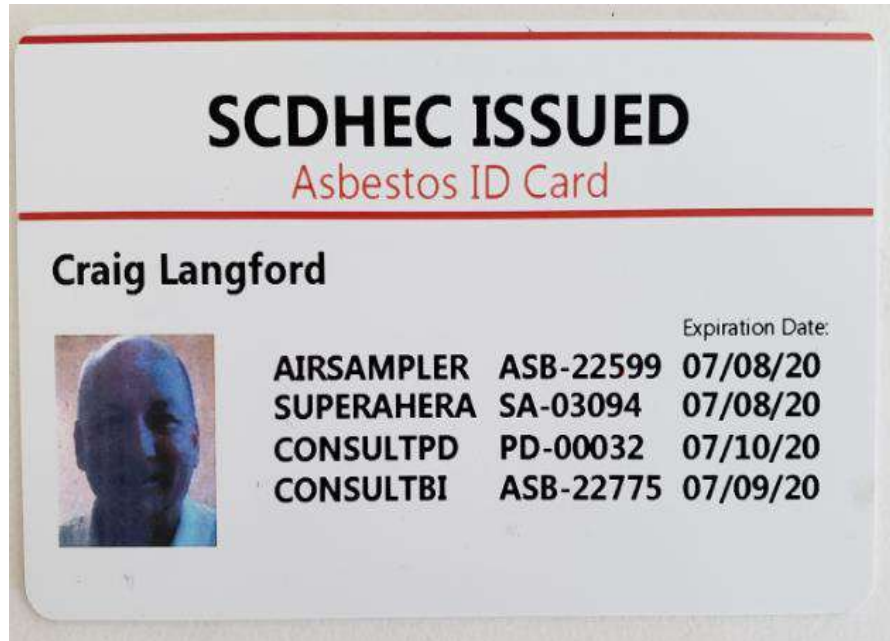 SCDHEC ISSUED
Asbestos ID Card
Craig Langford
Expiration Date:
AIRSAMPLER ASB-22599 07/08/20
SUPERAHERA SA-03094 07/08/20
CONSULTPD PD-00032 07/10/20
CONSULTBI ASB-22775 07/09/20